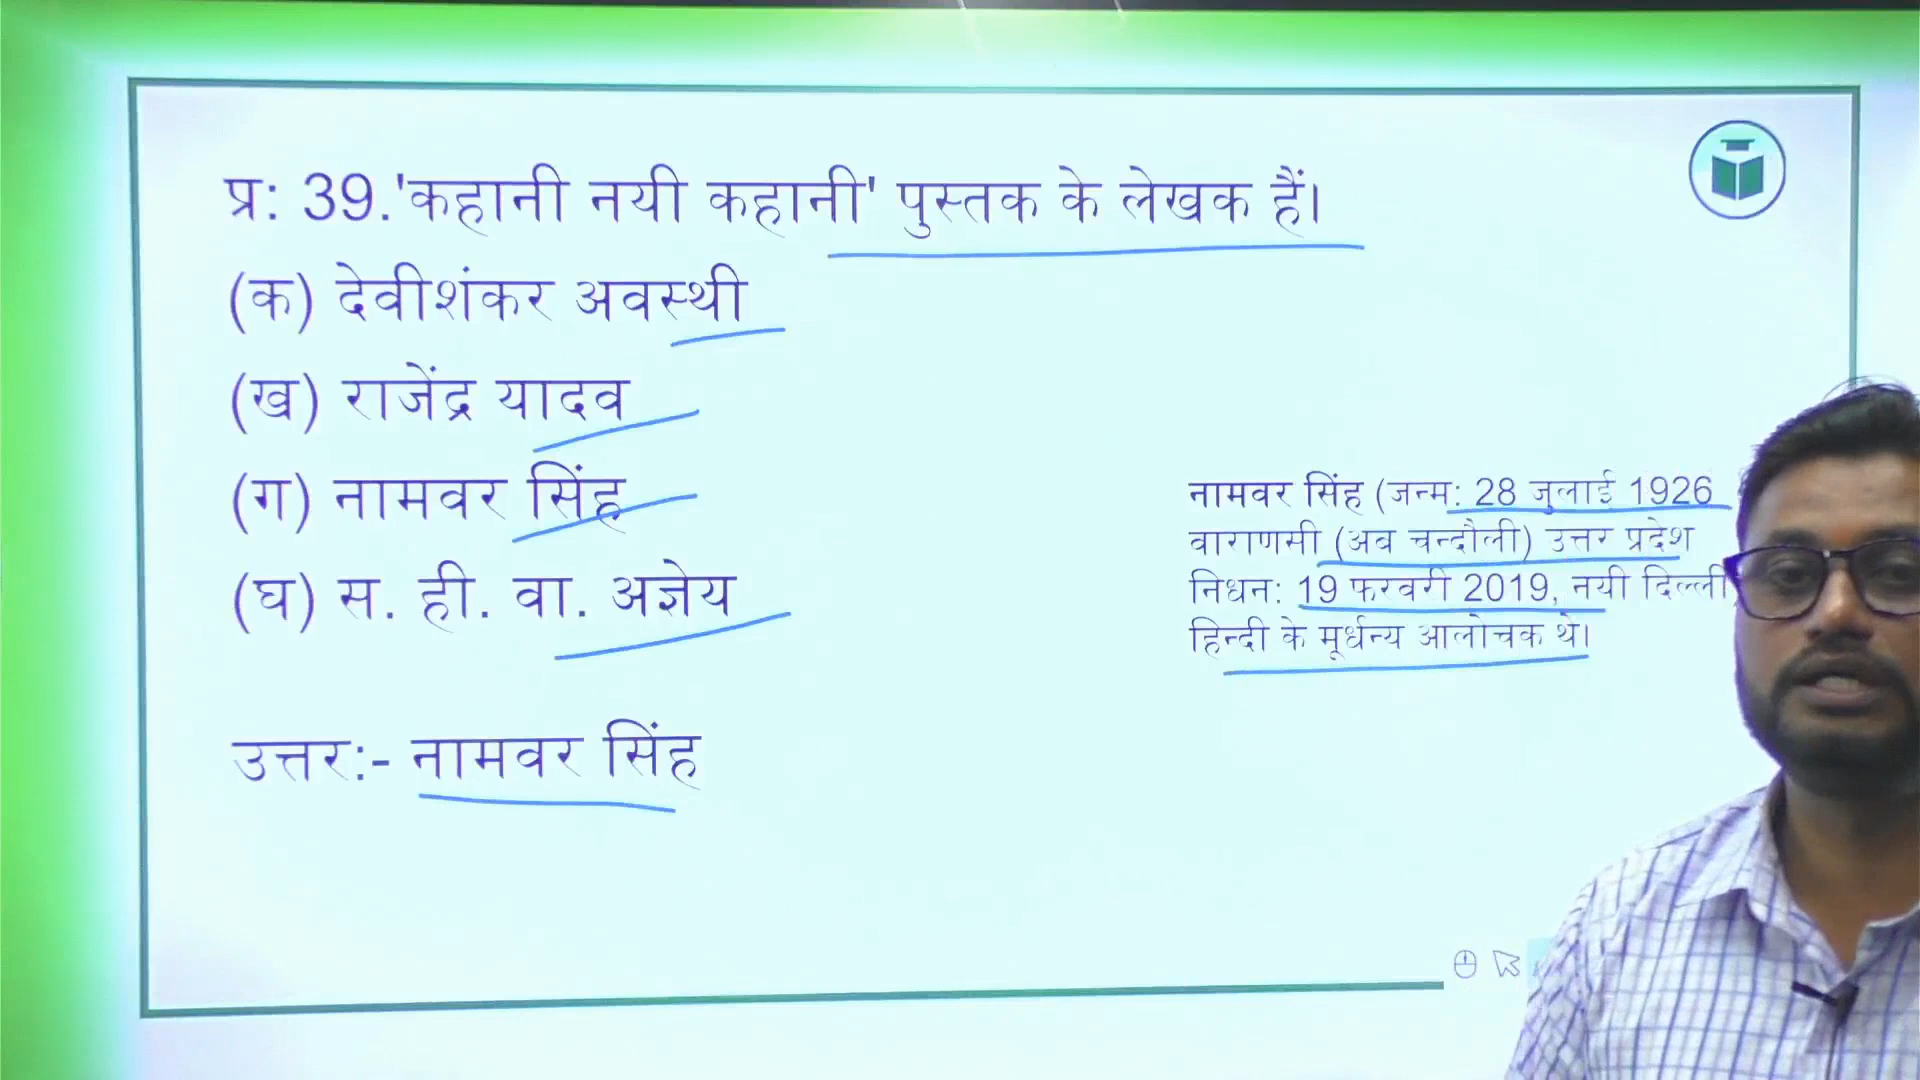 प्र: 39.'कहानी नयी कहानी' पुस्तक के लेखक हैं।
(क) देवीशंकर अवस्थी
(ख) राजेंद्र यादव
(ग) नामवर सिंह
(घ) स. ही. वा. अज्ञेय
उत्तर:- नामवर सिंह
नामवर सिंह (जन्म: 28 जुलाई 1926
वाराणसी (अब चन्दौली) उत्तर प्रदेश
निधन: 19 फरवरी 2019, नयी दिल्ली
हिन्दी के मूर्धन्य आलोचक थे।